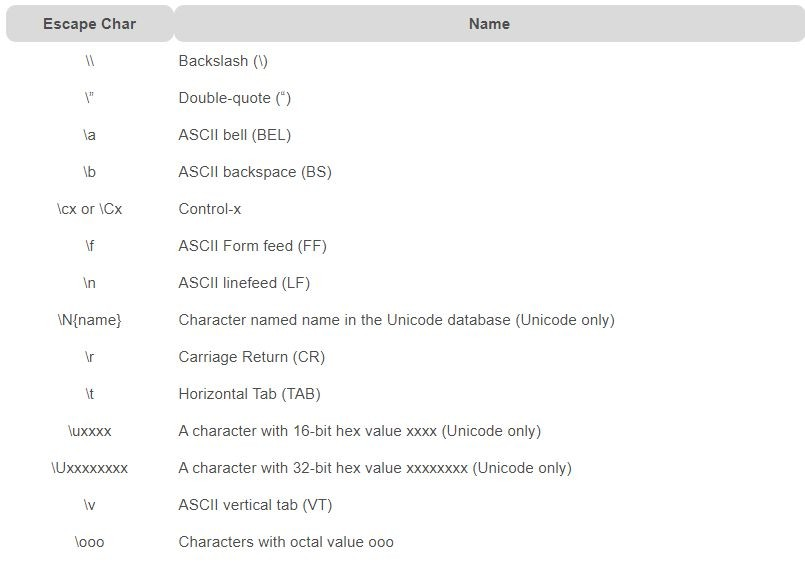 Escape Char Name
\\ Backslash (\)
\” Double-quote (“)
\a ASCII bell (BEL)
\b ASCII backspace (BS)
\cx or \Cx Control-x
\f ASCII Form feed (FF)
\n ASCII linefeed (LF)
\N{name} Character named name in the Unicode database (Unicode only)
\r Carriage Return (CR)
\t Horizontal Tab (TAB)
\uxxxx A character with 16-bit hex value xxxx (Unicode only)
\Uxxxxxxxx A character with 32-bit hex value xxxxxxxx (Unicode only)
\v ASCII vertical tab (VT)
\ooo Characters with octal value ooo